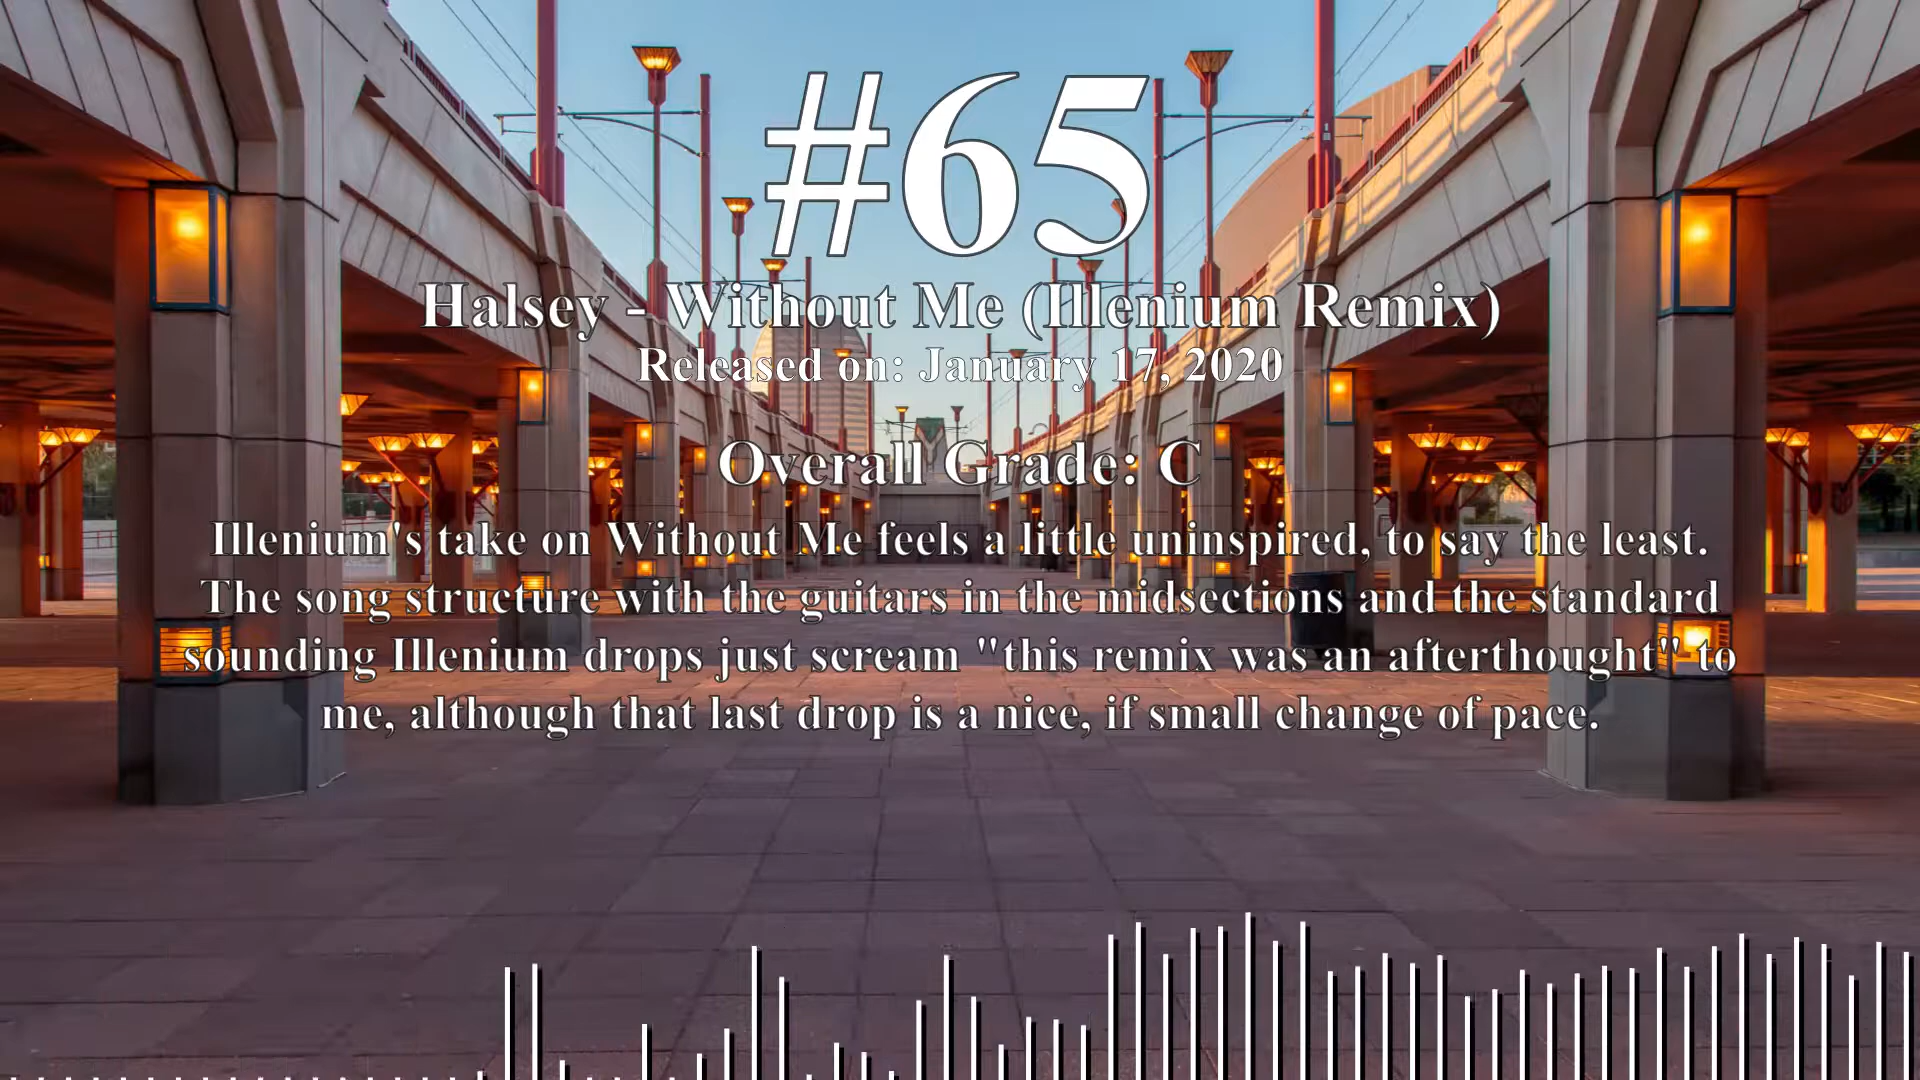 #65
Halsey - Without Me (Illenium Remix)
Released on: January 17, 2020
Overall Grade: C
Illenium's take on Without Me feels a little uninspired, to say the least.
The song structure with the guitars in the midsections and the standard
sounding Illenium drops just scream "this remix was an afterthought" to
me, although that last drop is a nice, if small change of pace.